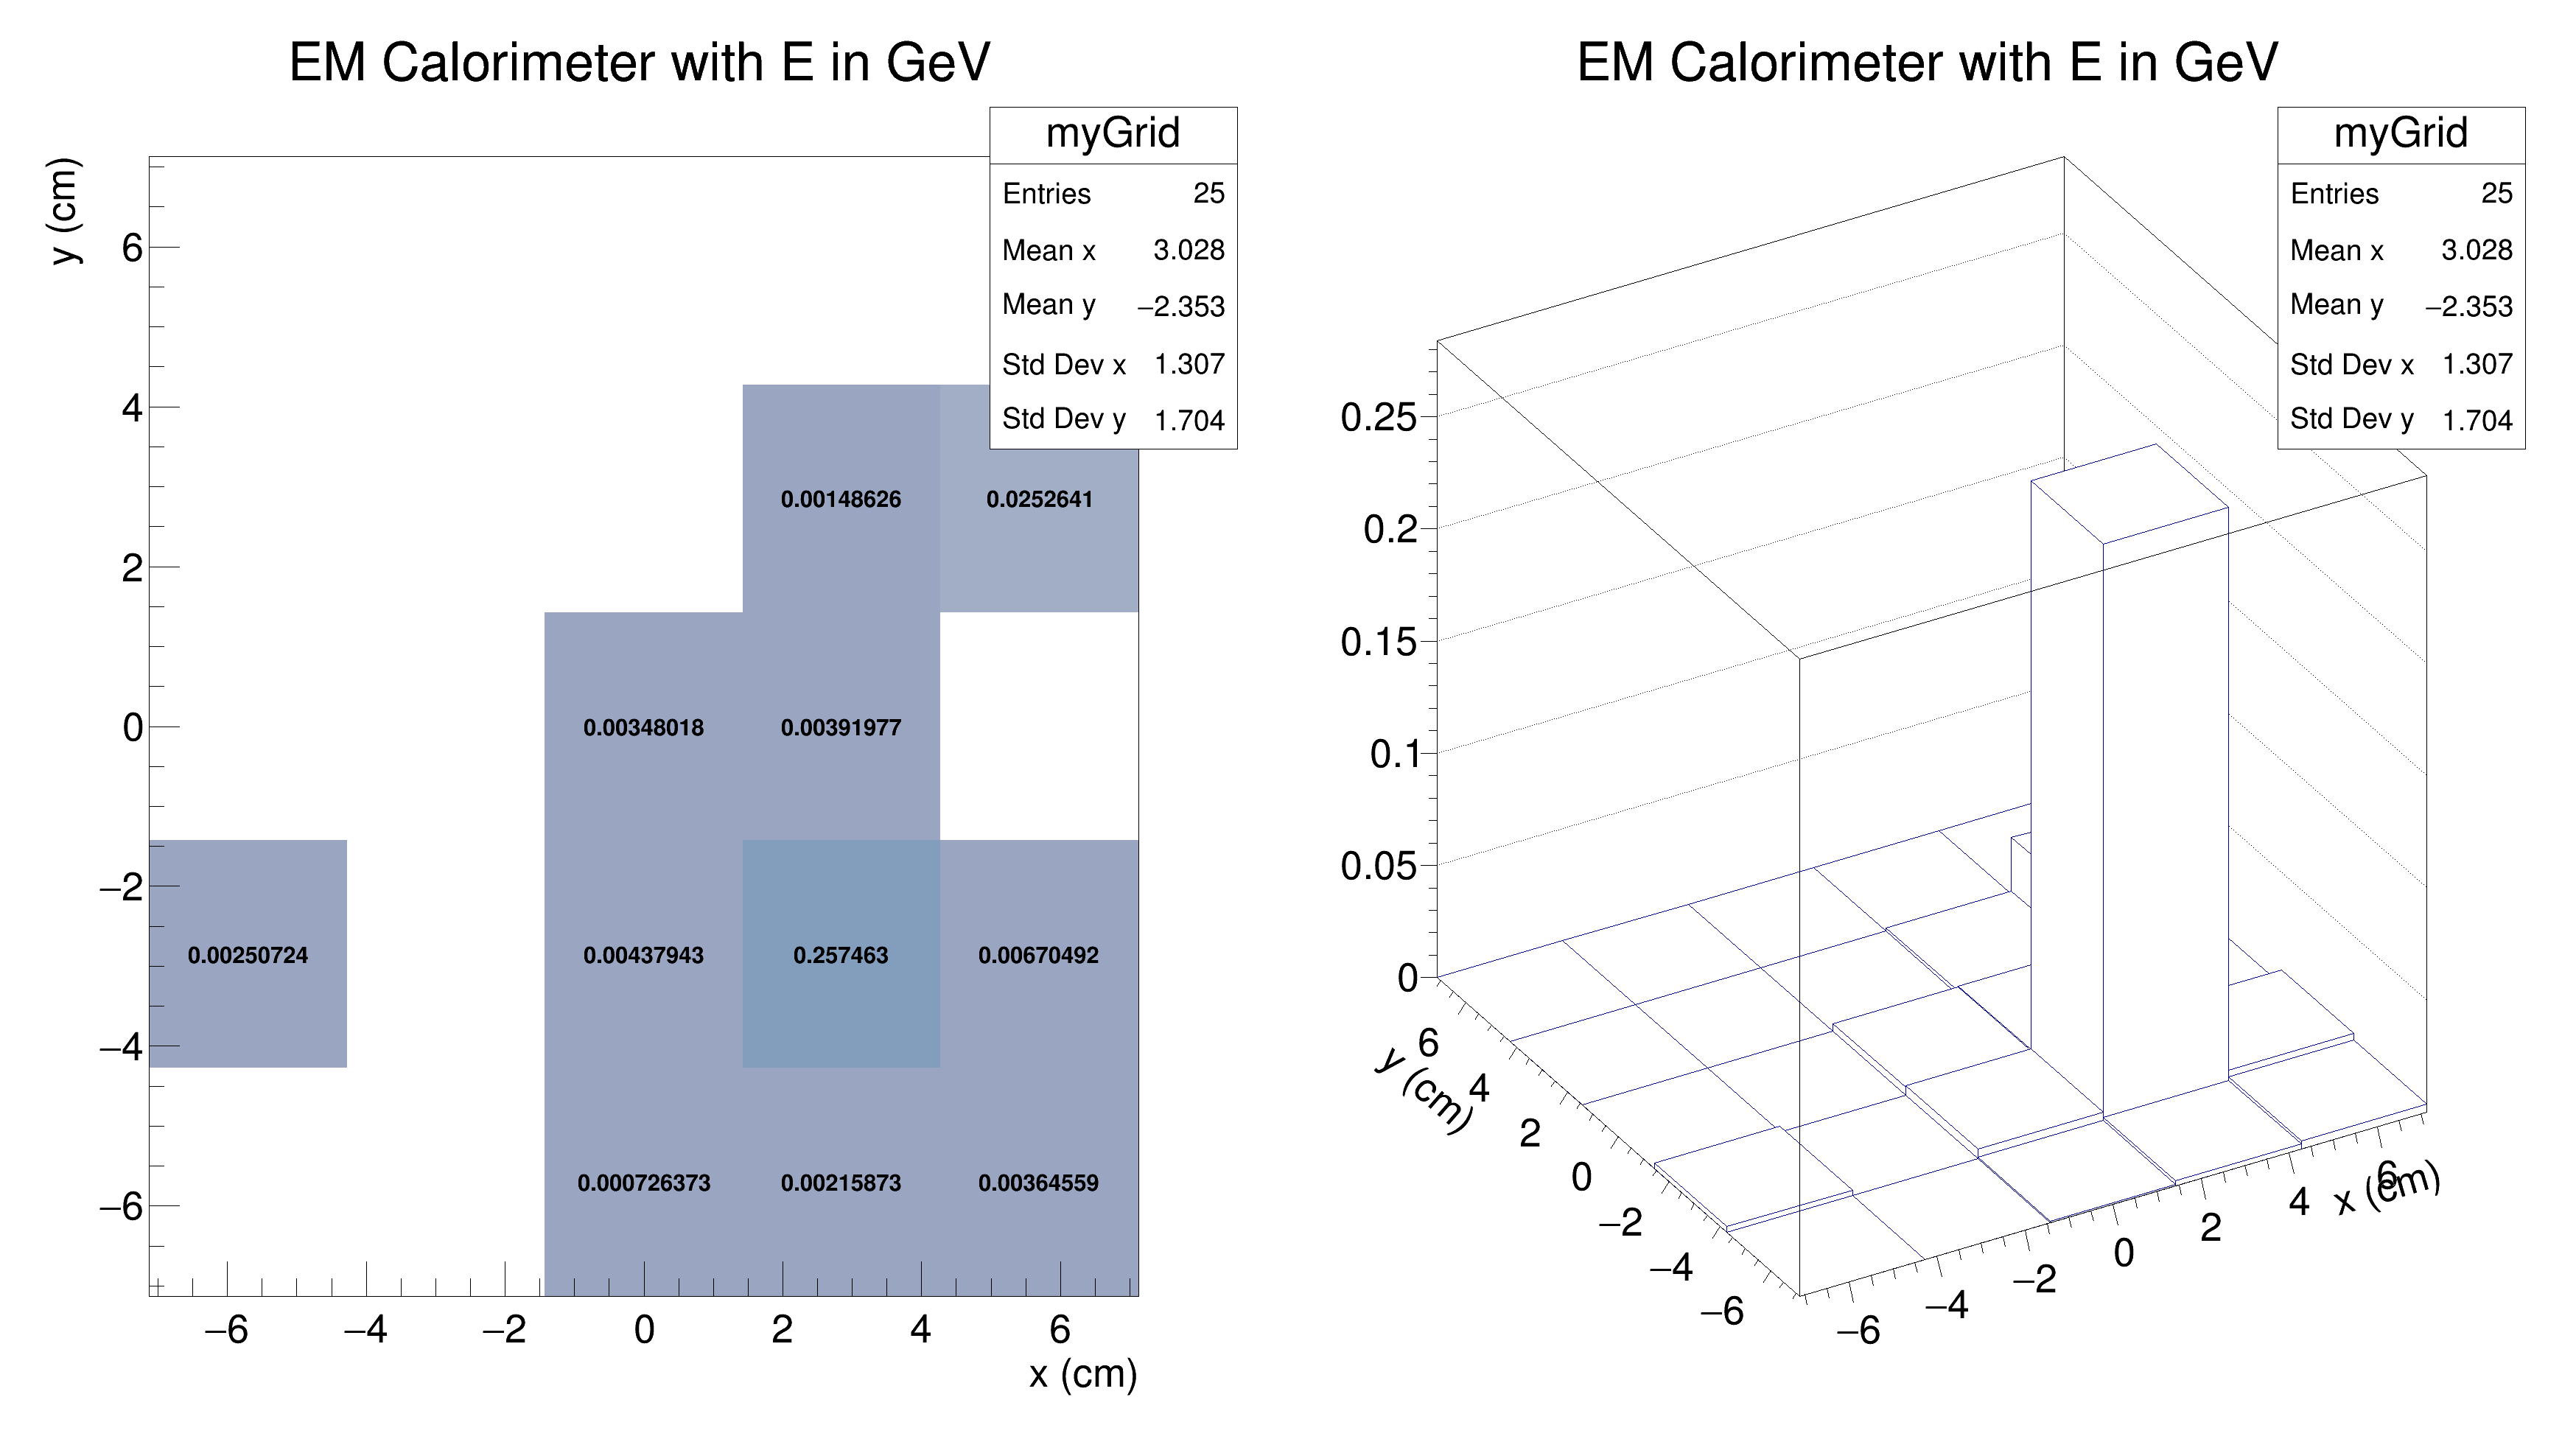 EM Calorimeter with E in GeV
myGrid
Entries 25
Mean x 3.028
Mean y −2.353
Std Dev x 1.307
Std Dev y 1.704
y (cm)
6
4
2
0
−2
−4
−6
0.00148626 0.0252641
0.00348018 0.00391977
0.00250724 0.00437943 0.257463 0.00670492
0.000726373 0.00215873 0.00364559
−6 −4 −2 0 2 4 6
x (cm)
EM Calorimeter with E in GeV
myGrid
Entries 25
Mean x 3.028
Mean y −2.353
Std Dev x 1.307
Std Dev y 1.704
0.25
0.2
0.15
0.1
0.05
0
6
4
2
0
−2
−4
−6
y (cm)
−6
−4
−2
0
2
4
6
x (cm)